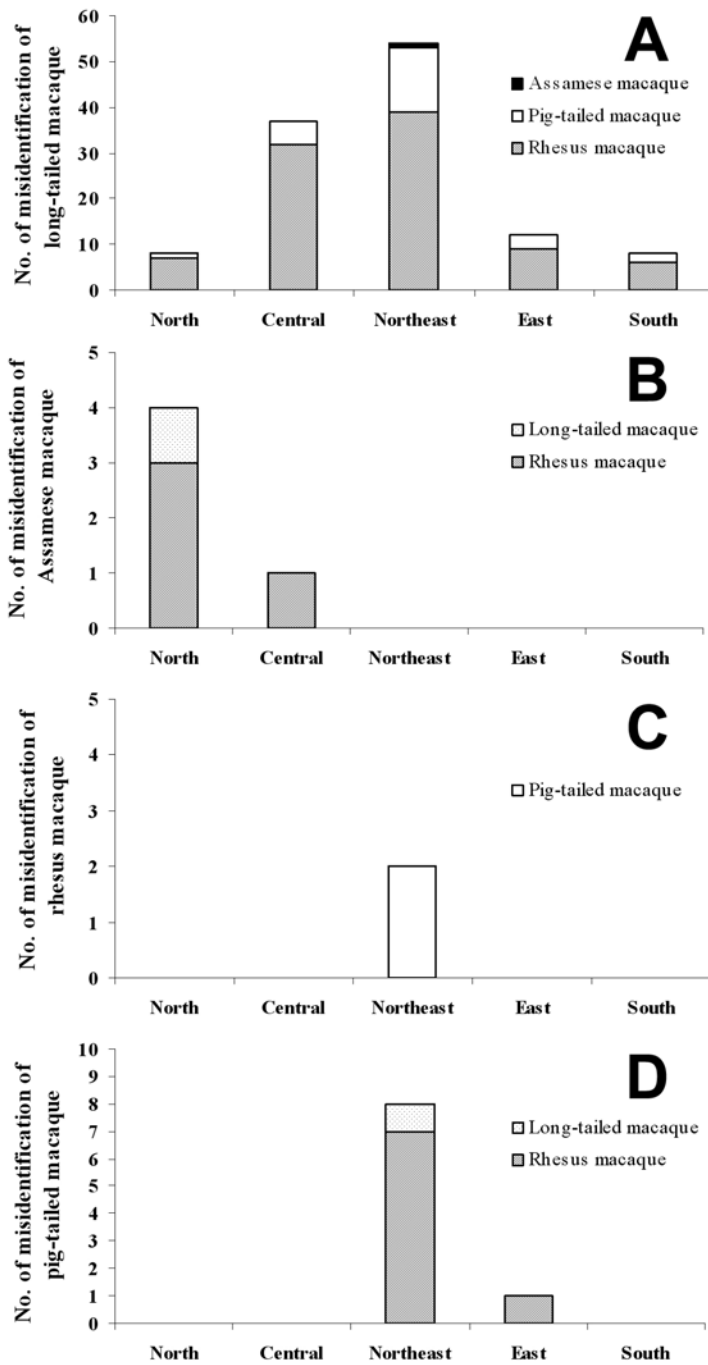 No. of misidentification of
long-tailed macaque
60
50
40
30
20
10
0
A
Assamese macaque
Pig-tailed macaque
Rhesus macaque
North Central Northeast East South
No. of misidentification of
Assamese macaque
5
4
3
2
1
0
B
Long-tailed macaque
Rhesus macaque
North Central Northeast East South
No. of misidentification of
rhesus macaque
5
4
3
2
1
0
C
Pig-tailed macaque
North Central Northeast East South
No. of misidentification of
pig-tailed macaque
10
9
8
7
6
5
4
3
2
1
0
D
Long-tailed macaque
Rhesus macaque
North Central Northeast East South